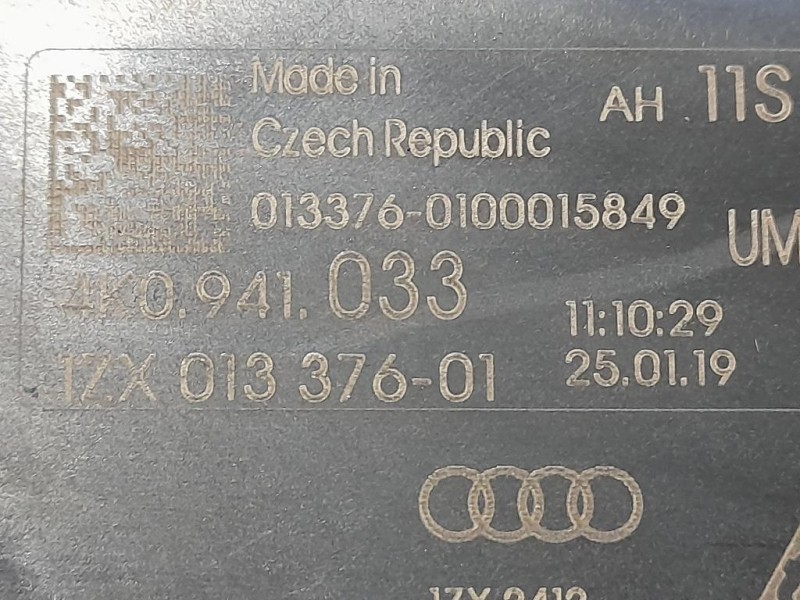 Made in
Czech Republic
AH 11S
013376-0100015849
UM
4K0.941.033
11:10:29
1ZX 013 376-01
25.01.19